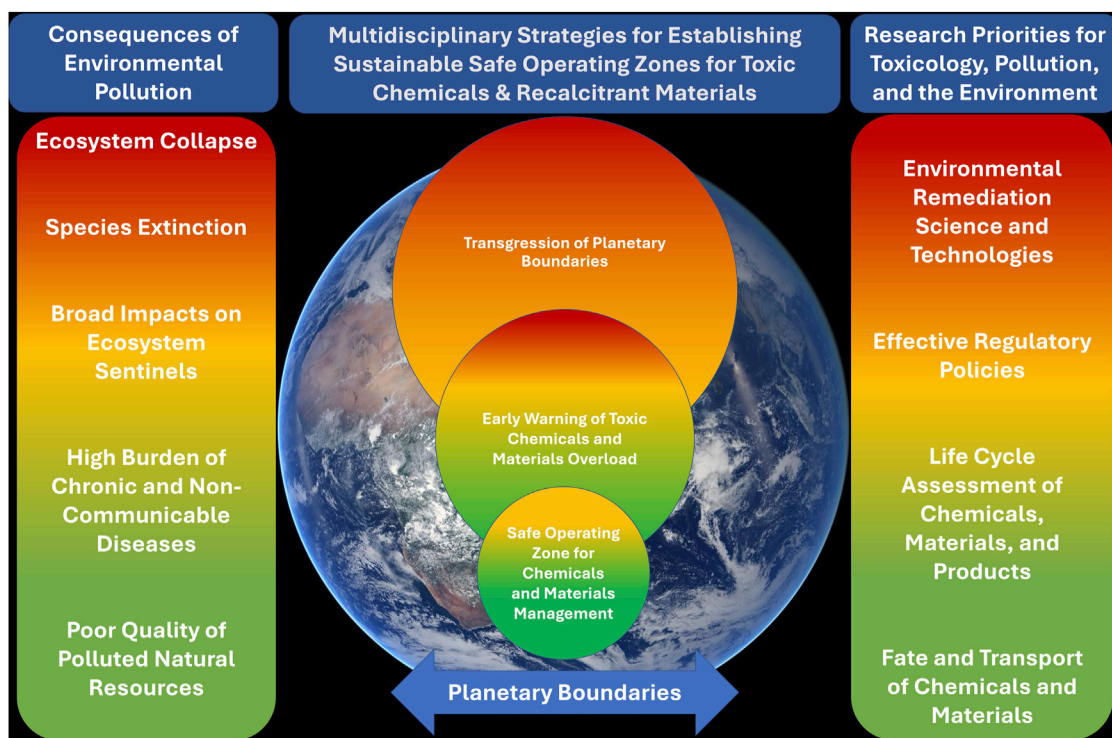 Consequences of
Environmental
Pollution
Multidisciplinary Strategies for Establishing
Sustainable Safe Operating Zones for Toxic
Chemicals & Recalcitrant Materials
Research Priorities for
Toxicology, Pollution,
and the Environment
Ecosystem Collapse
Species Extinction
Broad Impacts on
Ecosystem
Sentinels
High Burden of
Chronic and Non-
Communicable
Diseases
Poor Quality of
Polluted Natural
Resources
Transgression of Planetary
Boundaries
Early Warning of Toxic
Chemicals and
Materials Overload
Safe Operating
Zone for
Chemicals
and Materials
Management
Planetary Boundaries
Environmental
Remediation
Science and
Technologies
Effective Regulatory
Policies
Life Cycle
Assessment of
Chemicals,
Materials, and
Products
Fate and Transport
of Chemicals and
Materials